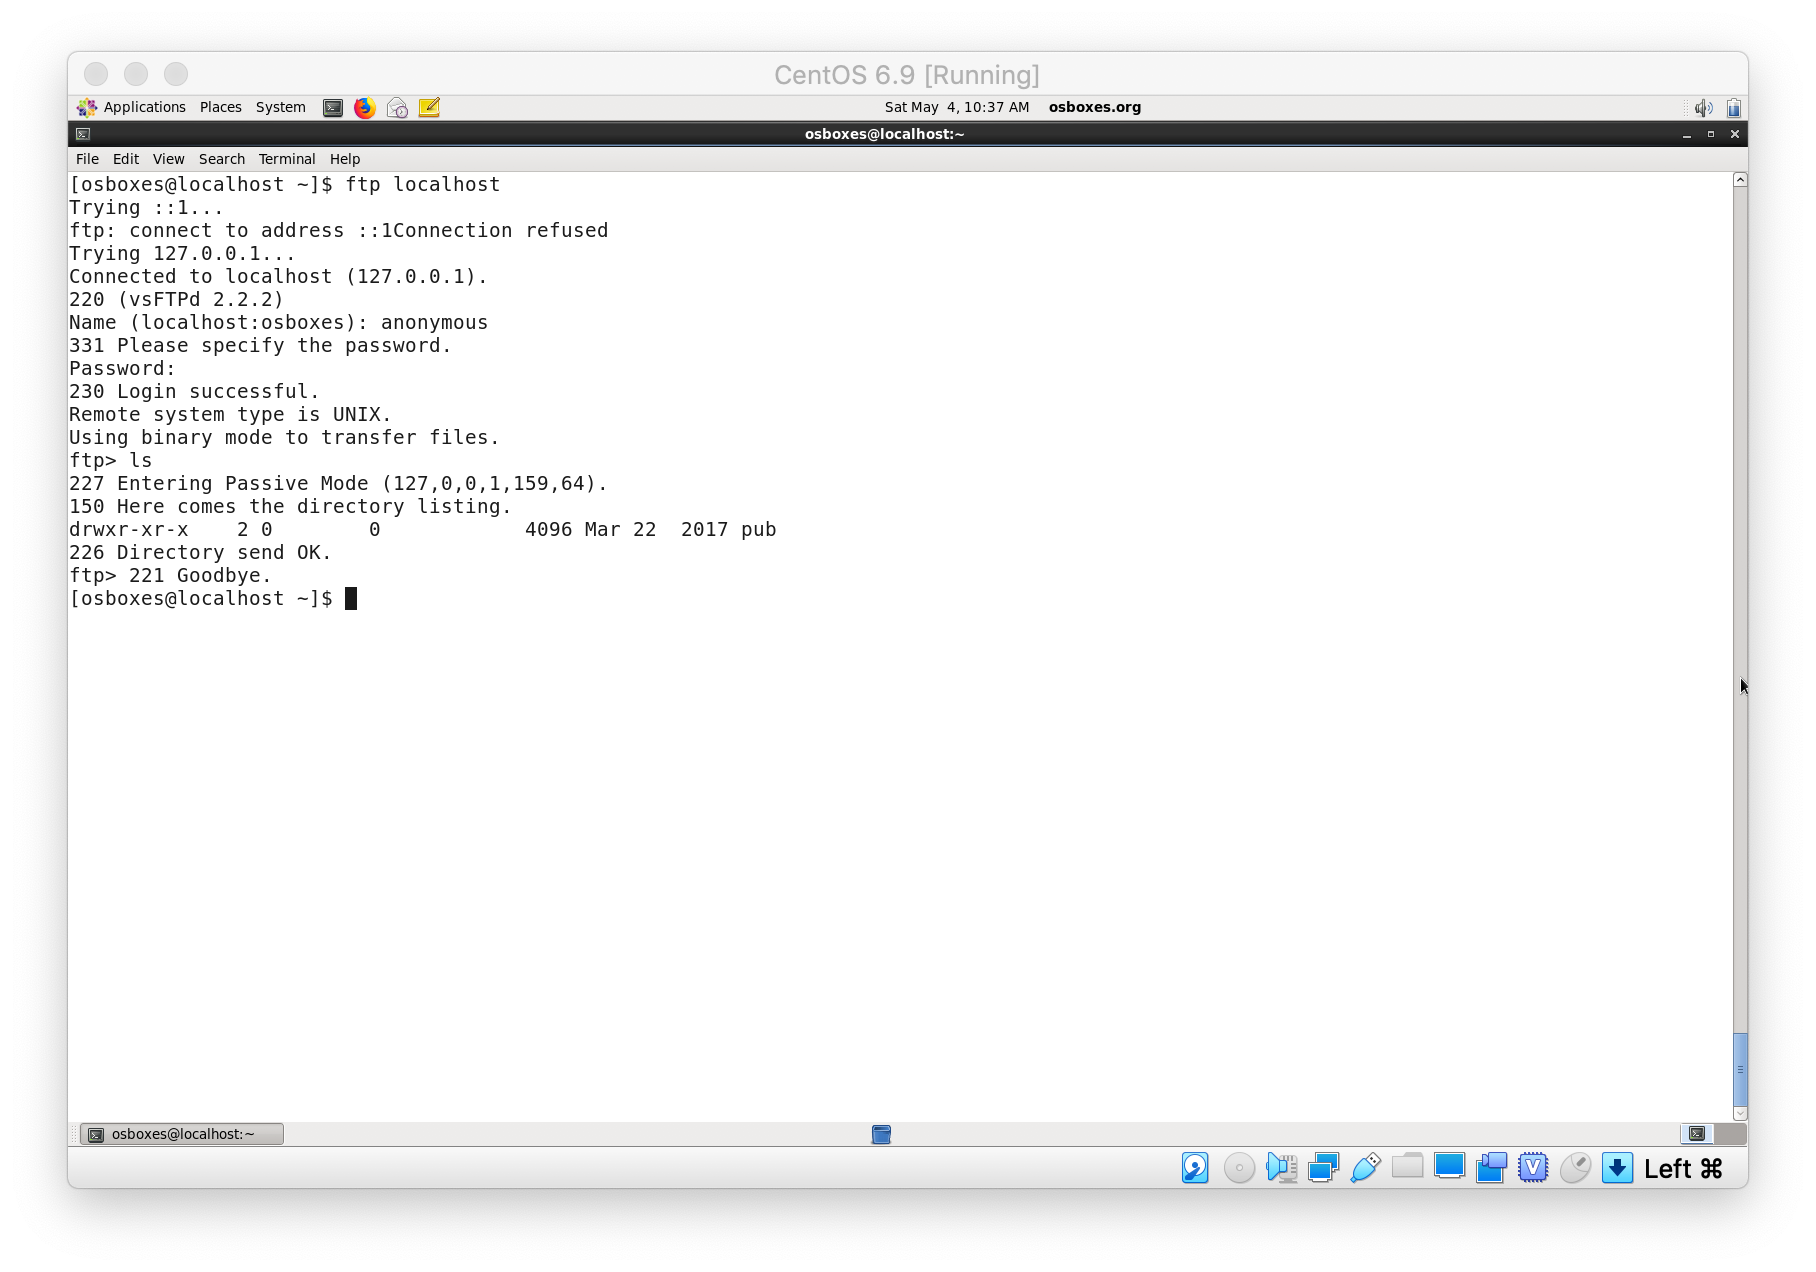 CentOS 6.9 [Running]
Applications Places System Sat May 4, 10:37 AM osboxes.org
osboxes@localhost:~
File Edit View Search Terminal Help
[osboxes@localhost ~]$ ftp localhost
Trying ::1...
ftp: connect to address ::1Connection refused
Trying 127.0.0.1...
Connected to localhost (127.0.0.1).
220 (vsFTPd 2.2.2)
Name (localhost:osboxes): anonymous
331 Please specify the password.
Password:
230 Login successful.
Remote system type is UNIX.
Using binary mode to transfer files.
ftp> ls
227 Entering Passive Mode (127,0,0,1,159,64).
150 Here comes the directory listing.
drwxr-xr-x    2 0        0            4096 Mar 22  2017 pub
226 Directory send OK.
ftp> 221 Goodbye.
[osboxes@localhost ~]$
osboxes@localhost:~
Left ⌘